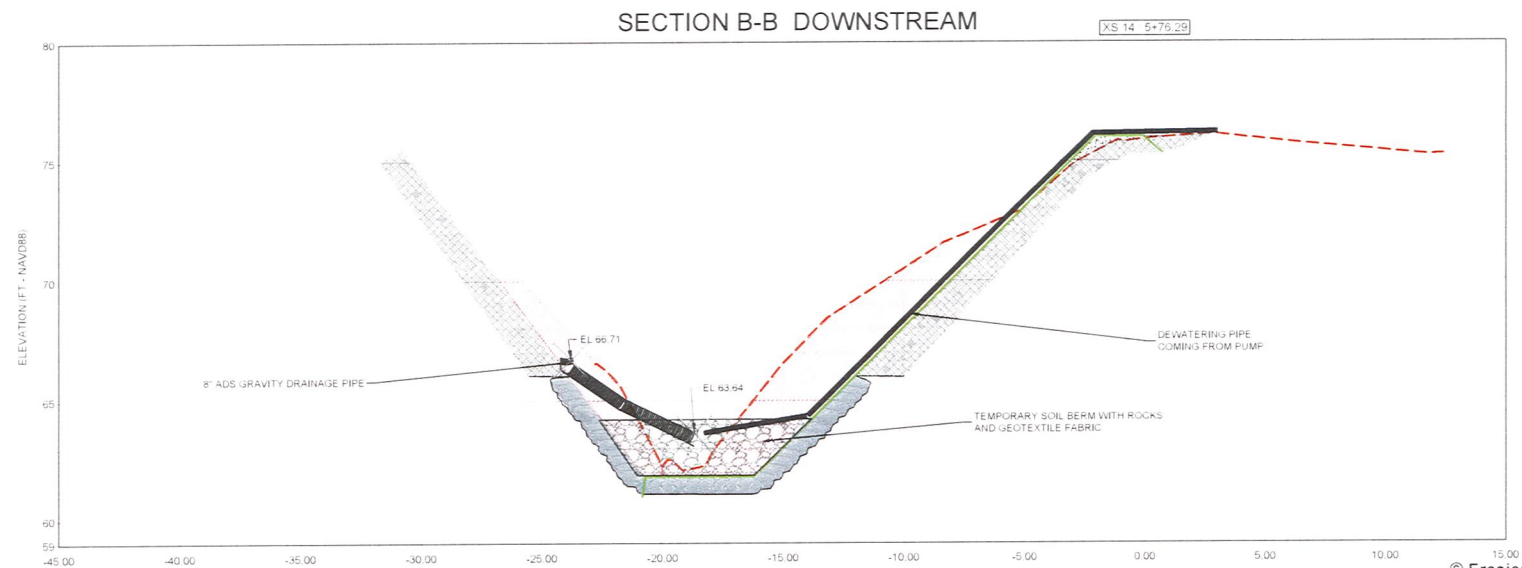 SECTION B-B DOWNSTREAM
XS 14 5+76.29
80
75
70
65
60
59
ELEVATION (FT - NAVD88)
EL 66.71
8" ADS GRAVITY DRAINAGE PIPE
EL 63.64
DEWATERING PIPE
COMING FROM PUMP
TEMPORARY SOIL BERM WITH ROCKS
AND GEOTEXTILE FABRIC
-45.00 -40.00 -35.00 -30.00 -25.00 -20.00 -15.00 -10.00 -5.00 0.00 5.00 10.00 15.00